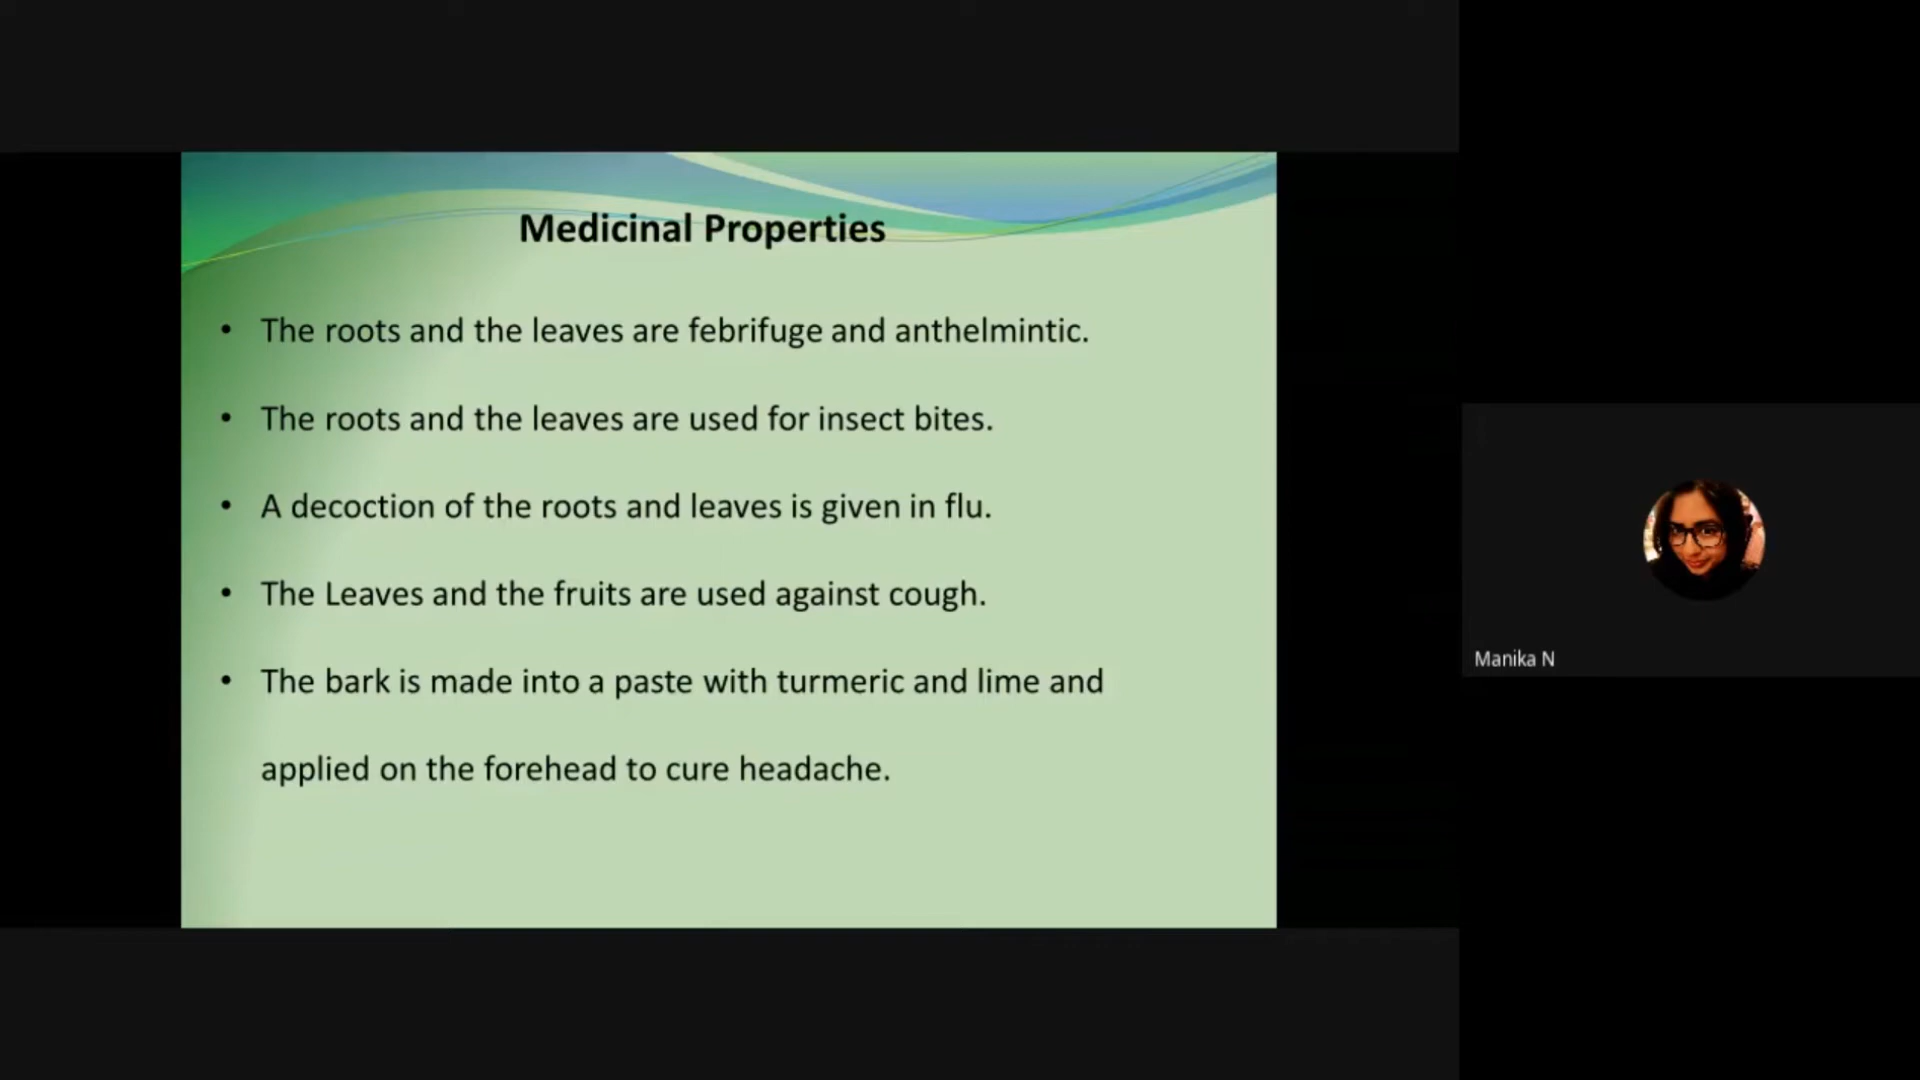 Medicinal Properties
• The roots and the leaves are febrifuge and anthelmintic.
• The roots and the leaves are used for insect bites.
• A decoction of the roots and leaves is given in flu.
• The Leaves and the fruits are used against cough.
• The bark is made into a paste with turmeric and lime and
applied on the forehead to cure headache.
Manika N